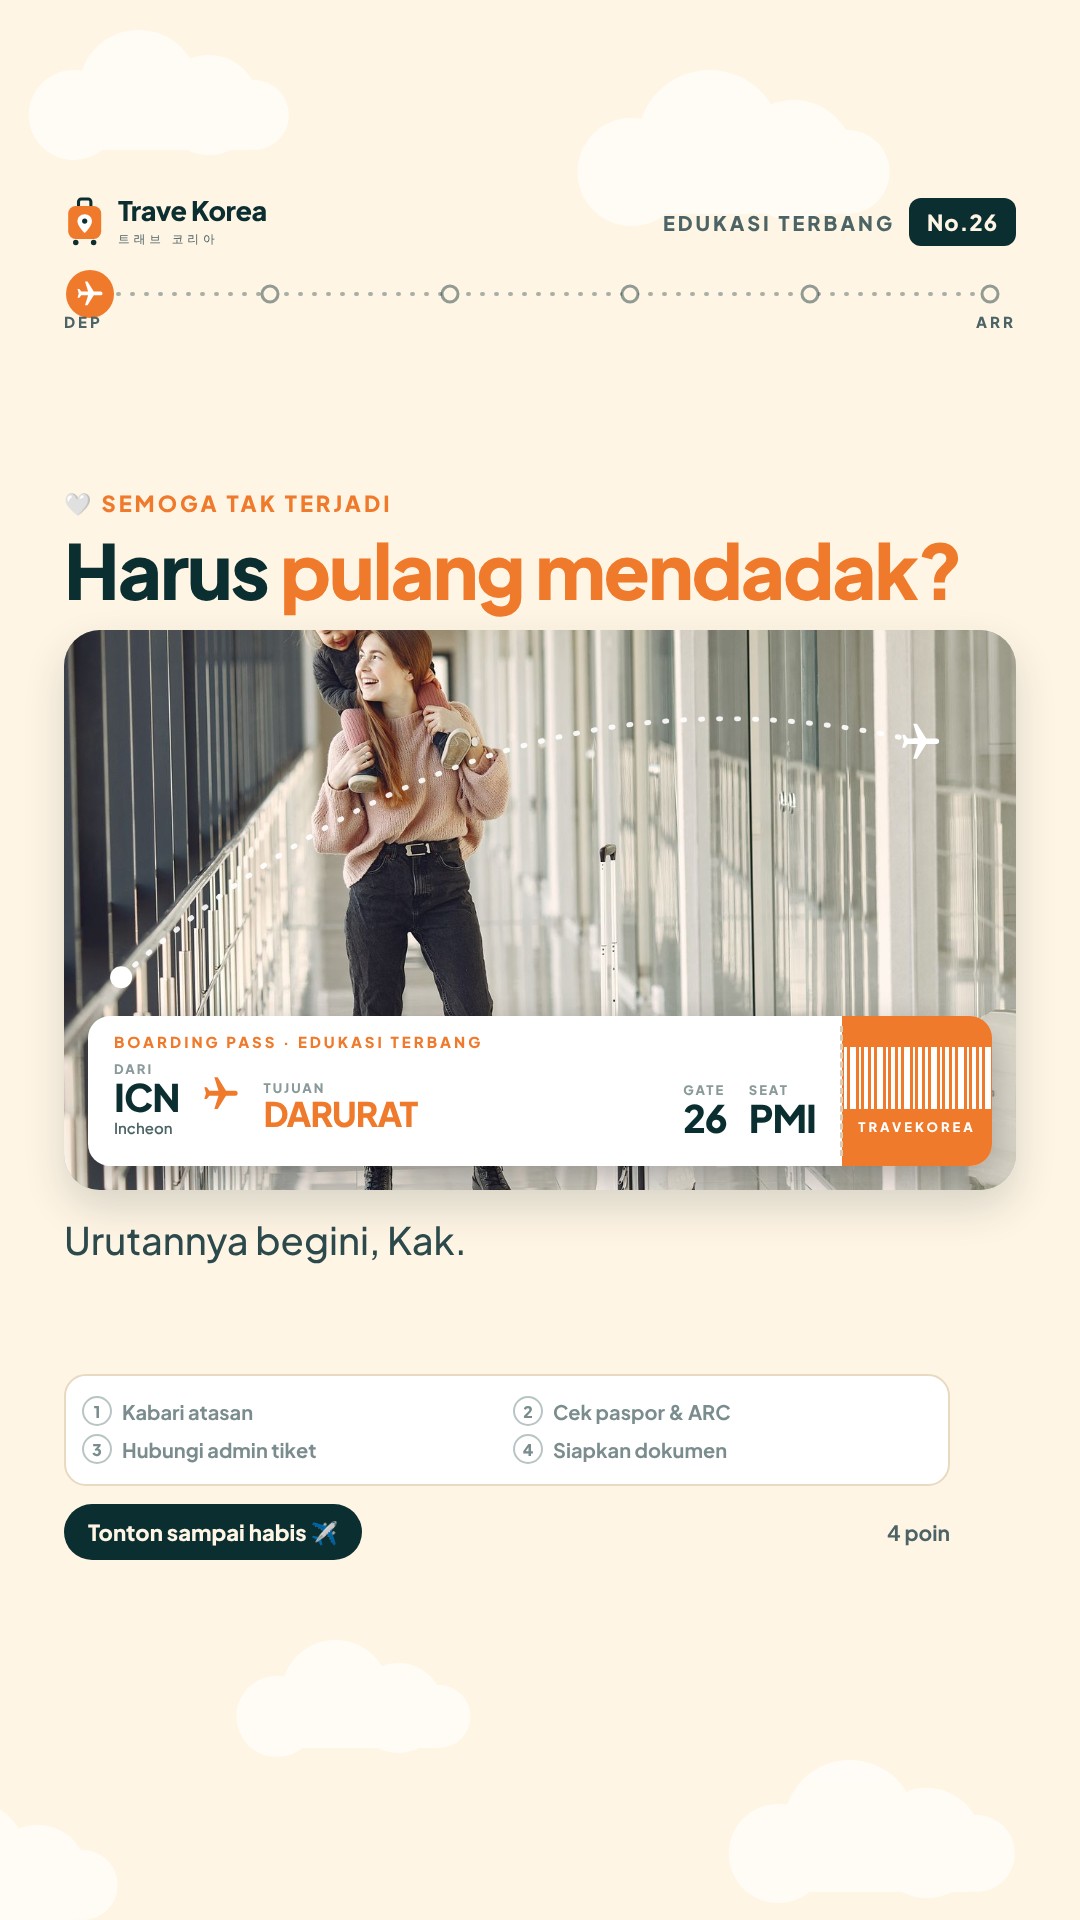 Trave Korea
트래브 코리아
EDUKASI TERBANG
No.26
DEP
ARR
🤍 SEMOGA TAK TERJADI
Harus pulang mendadak?
BOARDING PASS · EDUKASI TERBANG
DARI
ICN
Incheon
TUJUAN
DARURAT
GATE
26
SEAT
PMI
TRAVEKOREA
Urutannya begini, Kak.
1 Kabari atasan
2 Cek paspor & ARC
3 Hubungi admin tiket
4 Siapkan dokumen
Tonton sampai habis ✈️
4 poin